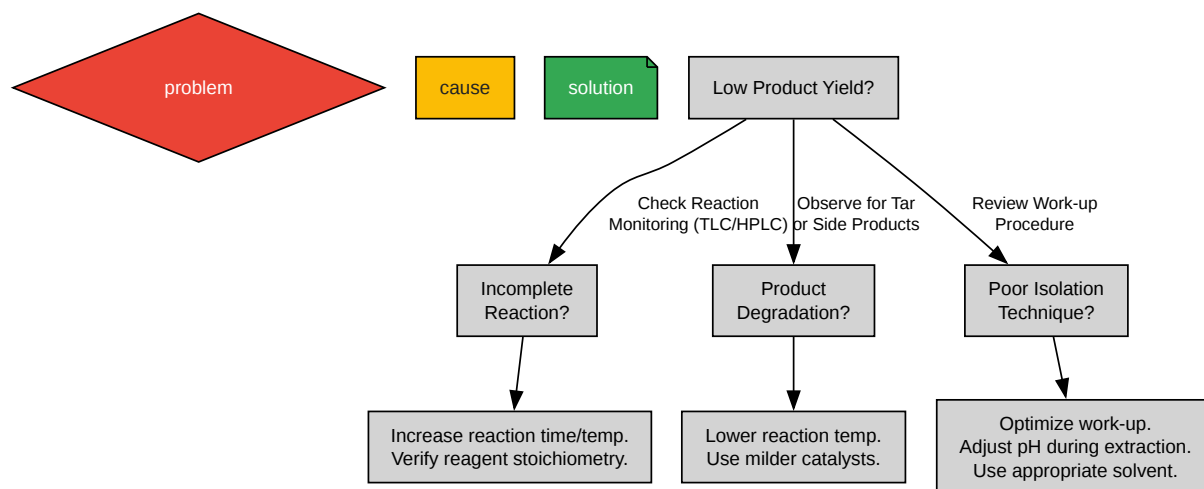 problem
cause
solution
Low Product Yield?
Check Reaction
Monitoring (TLC/HPLC)
Observe for Tar
or Side Products
Review Work-up
Procedure
Incomplete
Reaction?
Product
Degradation?
Poor Isolation
Technique?
Increase reaction time/temp.
Verify reagent stoichiometry.
Lower reaction temp.
Use milder catalysts.
Optimize work-up.
Adjust pH during extraction.
Use appropriate solvent.